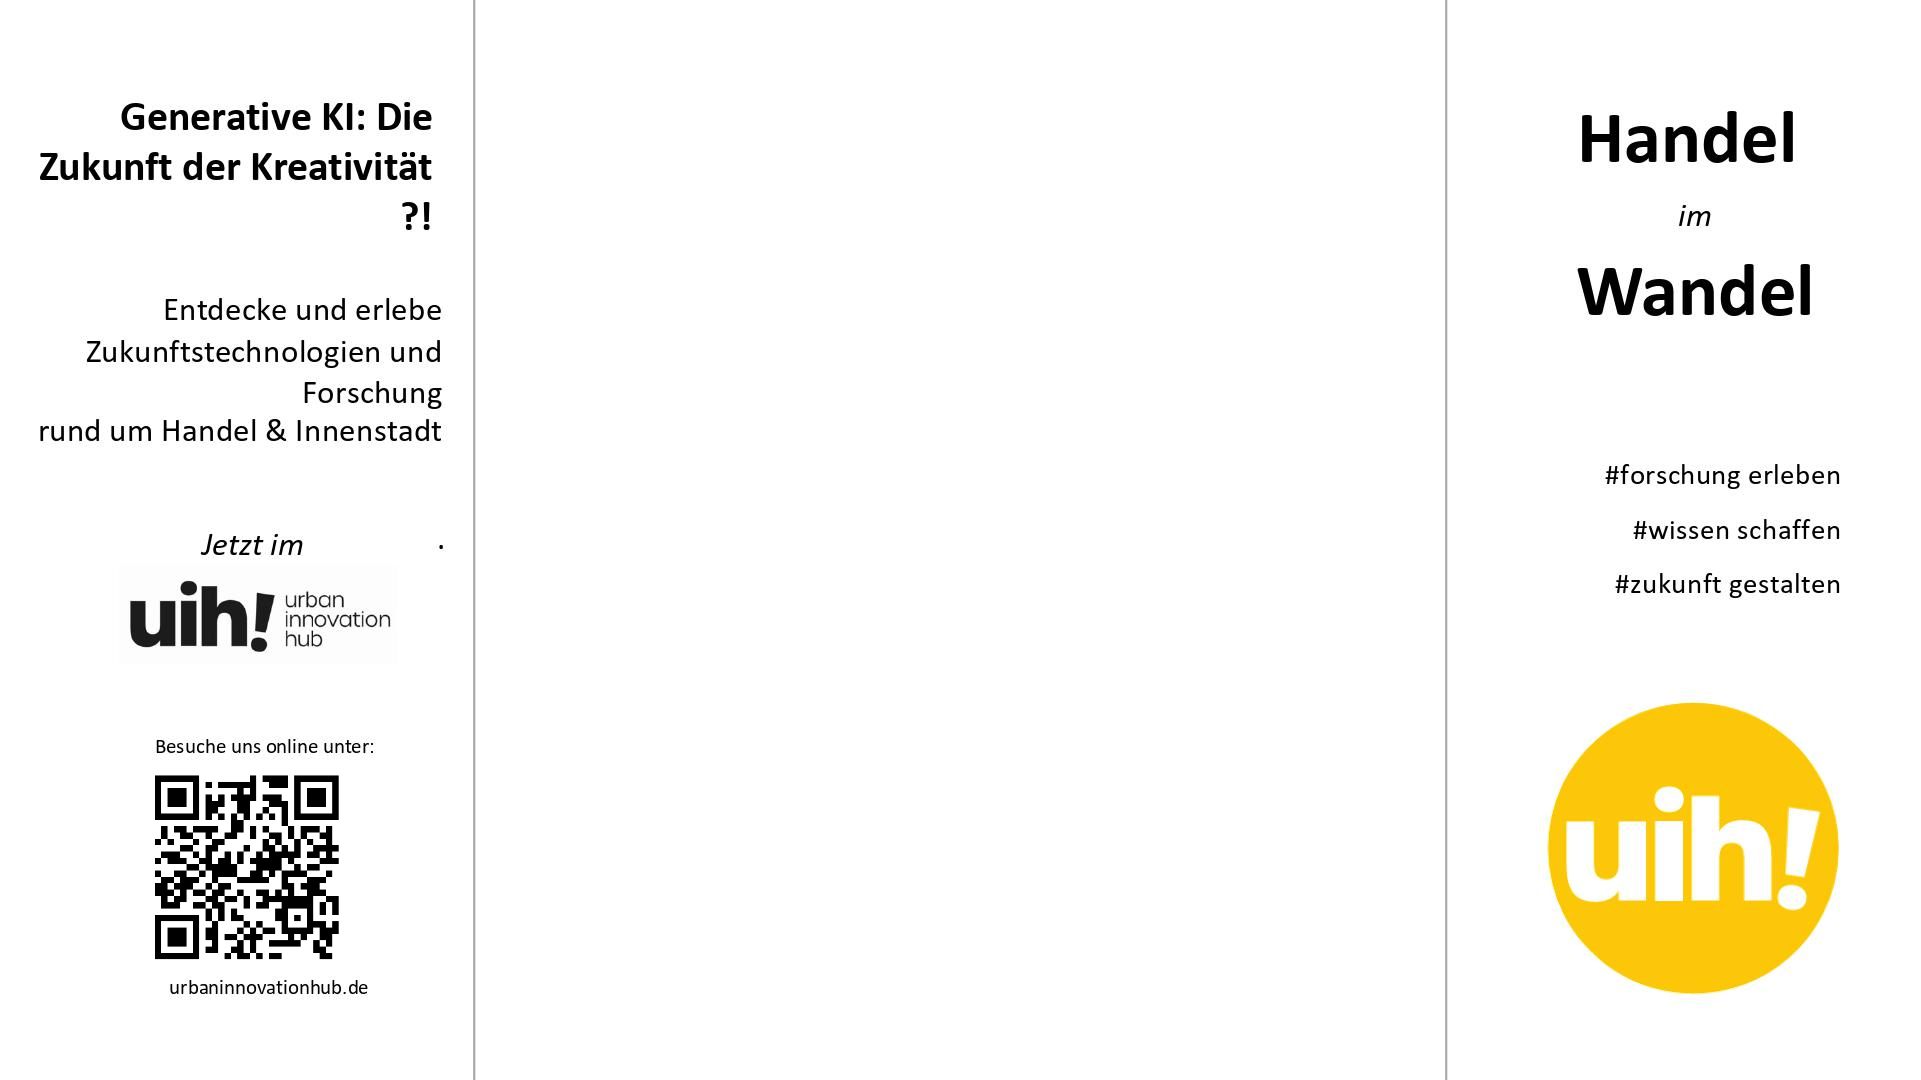 Generative KI: Die
Zukunft der Kreativität
?!
Entdecke und erlebe
Zukunftstechnologien und
Forschung
rund um Handel & Innenstadt
Jetzt im
uih!
urban
innovation
hub
Besuche uns online unter:
urbaninnovationhub.de
Handel
im
Wandel
#forschung erleben
#wissen schaffen
#zukunft gestalten
uih!